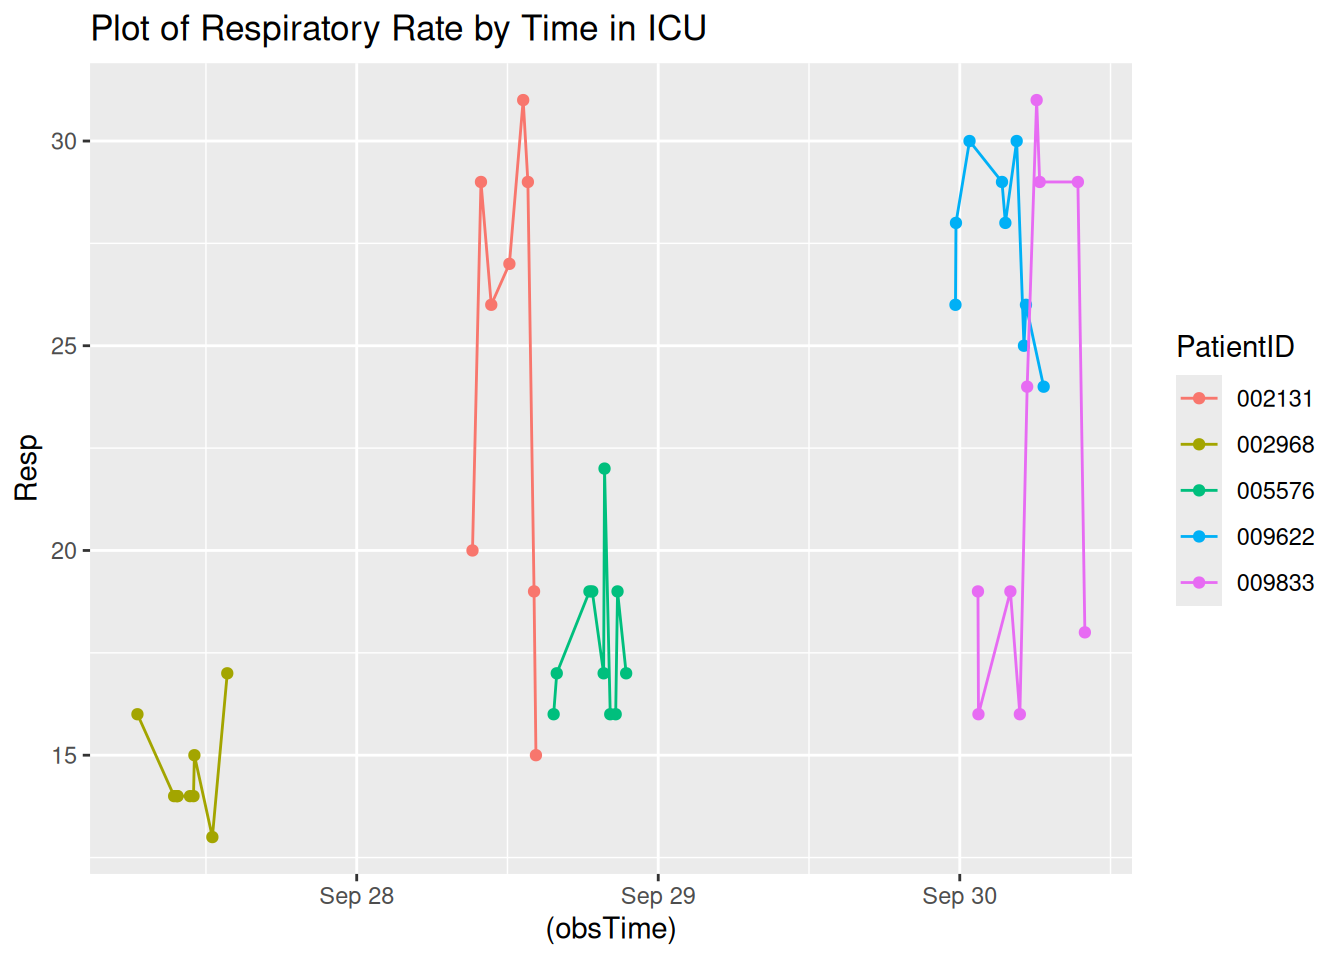 Plot of Respiratory Rate by Time in ICU
30
25
20
15
Resp
Sep 28
Sep 29
Sep 30
(obsTime)
PatientID
002131
002968
005576
009622
009833